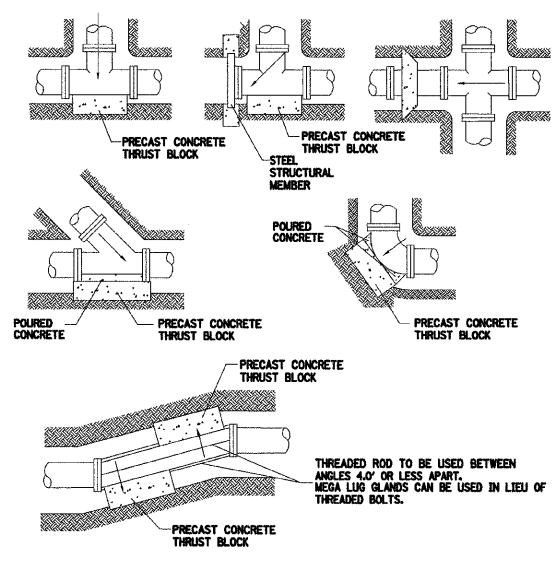 PRECAST CONCRETE
THRUST BLOCK
PRECAST CONCRETE
THRUST BLOCK
STEEL
STRUCTURAL
MEMBER
POURED
CONCRETE
POURED
CONCRETE
PRECAST CONCRETE
THRUST BLOCK
PRECAST CONCRETE
THRUST BLOCK
PRECAST CONCRETE
THRUST BLOCK
THREADED ROD TO BE USED BETWEEN
ANGLES 4.0' OR LESS APART.
MEGA LUG GLANDS CAN BE USED IN LIEU OF
THREADED BOLTS.
PRECAST CONCRETE
THRUST BLOCK